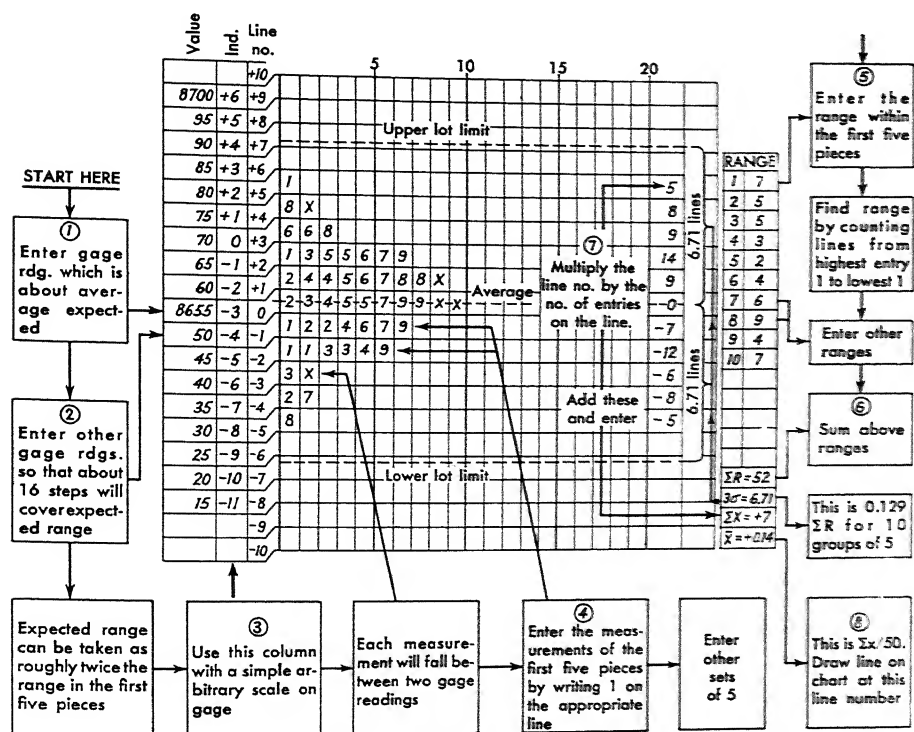 Value Ind. Line no.
5 10 15 20
+10
8700 +6 +9
95 +5 +8
90 +4 +7
85 +3 +6
80 +2 +5
75 +1 +4
70 0 +3
65 -1 +2
60 -2 +1
8655 -3 0
50 -4 -1
45 -5 -2
40 -6 -3
35 -7 -4
30 -8 -5
25 -9 -6
20 -10 -7
15 -11 -8
-9
-10
Upper lot limit
1 5
8 X 8
6 6 8 9
1 3 5 5 6 7 9 14
2 4 4 5 6 7 8 8 X 9
Average
2 3 4 5 5 7 9 9 X X -0
1 2 2 4 6 7 9 -7
1 1 3 3 4 9 -12
3 X -6
2 7 -8
8 -5
Lower lot limit
6.71 lines
6.71 lines
⑦
Multiply the
line no. by the
no. of entries
on the line.
Add these
and enter
RANGE
1 7
2 5
3 5
4 3
5 2
6 4
7 6
8 9
9 4
10 7
ΣR=52
3σ=6.71
ΣX=+7
X̄=+0.14
START HERE
①
Enter gage
rdg. which is
about aver-
age expect-
ed
②
Enter other
gage rdgs.
so that about
16 steps will
coverexpect-
ed range
Expected range
can be taken as
roughly twice the
range in the first
five pieces
③
Use this column
with a simple ar-
bitrary scale on
gage
Each measure-
ment will fall be-
tween two gage
readings
④
Enter the meas-
urements of the
first five pieces
by writing 1 on
the appropriate
line
Enter
other
sets
of 5
⑤
Enter the
range within
the first five
pieces
Find range
by counting
lines from
highest entry
1 to lowest 1
Enter other
ranges
⑥
Sum above
ranges
This is 0.129
ΣR for 10
groups of 5
⑧
This is Σx/50.
Draw line on
chart at this
line number